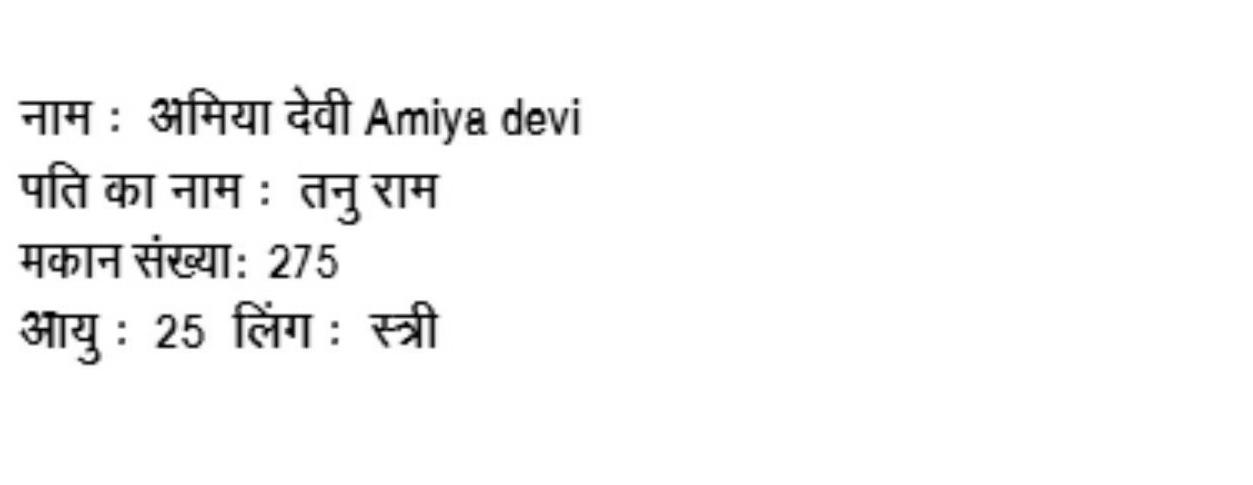 नाम : अमिया देवी Amiya devi
पति का नाम : तनु राम
मकान संख्या: 275
आयु : 25 लिंग : स्त्री